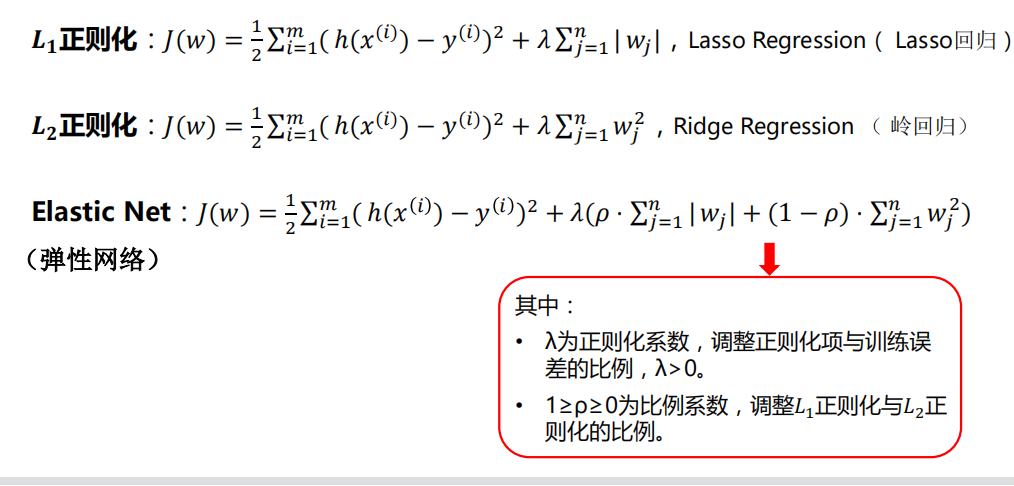 L₁正则化：J(w) = ½∑ᵢ₌₁ᵐ( h(x⁽ⁱ⁾) − y⁽ⁱ⁾)² + λ∑ⱼ₌₁ⁿ| wⱼ|，Lasso Regression（ Lasso回归）
L₂正则化：J(w) = ½∑ᵢ₌₁ᵐ( h(x⁽ⁱ⁾) − y⁽ⁱ⁾)² + λ∑ⱼ₌₁ⁿwⱼ²，Ridge Regression （ 岭回归）
Elastic Net：J(w) = ½∑ᵢ₌₁ᵐ( h(x⁽ⁱ⁾) − y⁽ⁱ⁾)² + λ(ρ · ∑ⱼ₌₁ⁿ|wⱼ| + (1 − ρ) · ∑ⱼ₌₁ⁿwⱼ²)
（弹性网络）
其中：
• λ为正则化系数，调整正则化项与训练误
差的比例，λ>0。
• 1≥ρ≥0为比例系数，调整L₁正则化与L₂正
则化的比例。